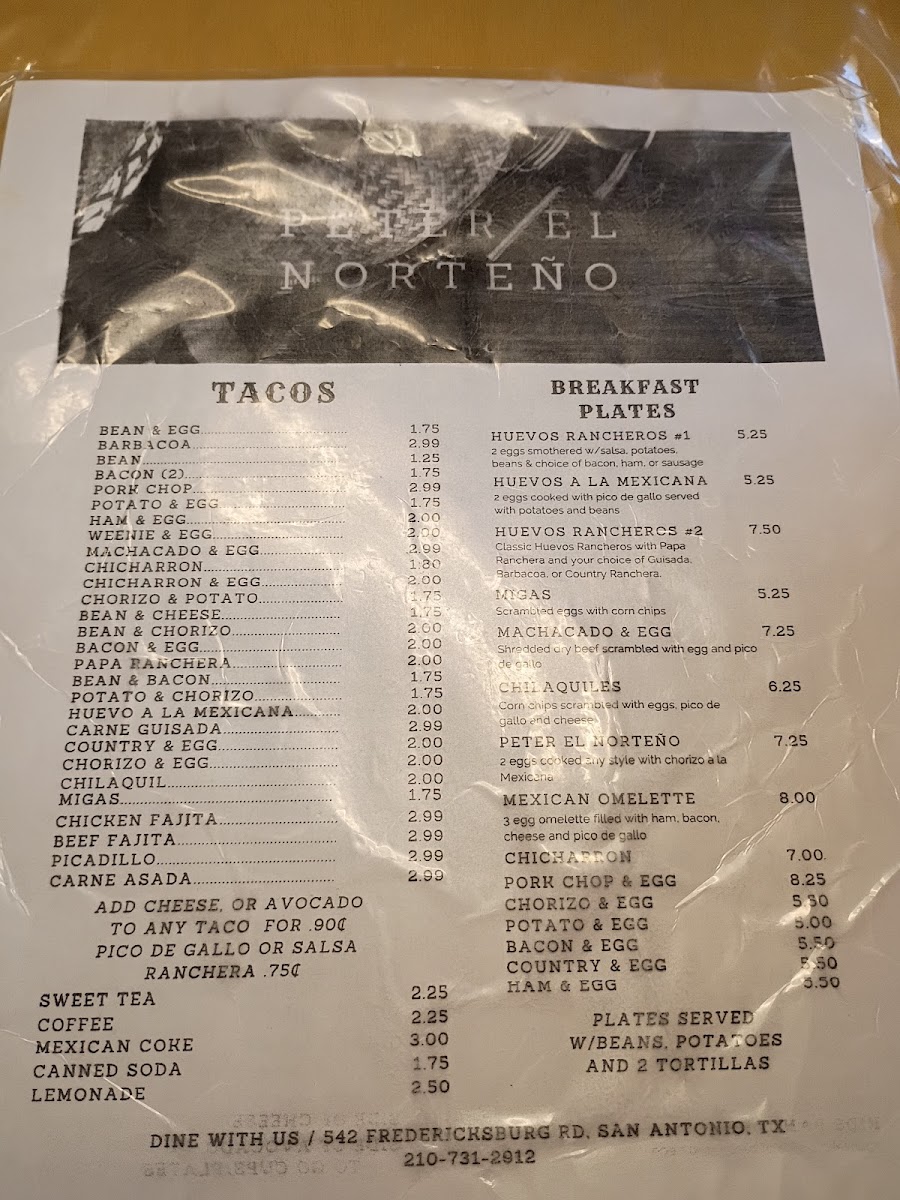 PETER EL
NORTEÑO
TACOS
BEAN & EGG 1.75
BARBACOA 2.99
BEAN 1.25
BACON (2) 1.75
PORK CHOP 2.99
POTATO & EGG 1.75
HAM & EGG 2.00
WEENIE & EGG 2.00
MACHACADO & EGG 2.99
CHICHARRON 1.80
CHICHARRON & EGG 2.00
CHORIZO & POTATO 1.75
BEAN & CHEESE 1.75
BEAN & CHORIZO 2.00
BACON & EGG 2.00
PAPA RANCHERA 2.00
BEAN & BACON 1.75
POTATO & CHORIZO 1.75
HUEVO A LA MEXICANA 2.00
CARNE GUISADA 2.99
COUNTRY & EGG 2.00
CHORIZO & EGG 2.00
CHILAQUIL 2.00
MIGAS 1.75
CHICKEN FAJITA 2.99
BEEF FAJITA 2.99
PICADILLO 2.99
CARNE ASADA 2.99
ADD CHEESE, OR AVOCADO
TO ANY TACO FOR .90¢
PICO DE GALLO OR SALSA
RANCHERA .75¢
SWEET TEA 2.25
COFFEE 2.25
MEXICAN COKE 3.00
CANNED SODA 1.75
LEMONADE 2.50
BREAKFAST
PLATES
HUEVOS RANCHEROS #1 5.25
2 eggs smothered w/salsa, potatoes,
beans & choice of bacon, ham, or sausage
HUEVOS A LA MEXICANA 5.25
2 eggs cooked with pico de gallo served
with potatoes and beans
HUEVOS RANCHEROS #2 7.50
Classic Huevos Rancheros with Papa
Ranchera and your choice of Guisada,
Barbacoa, or Country Ranchera.
MIGAS 5.25
Scrambled eggs with corn chips
MACHACADO & EGG 7.25
Shredded dry beef scrambled with egg and pico
de gallo
CHILAQUILES 6.25
Corn chips scrambled with eggs, pico de
gallo and cheese
PETER EL NORTEÑO 7.25
2 eggs cooked any style with chorizo a la
Mexicana
MEXICAN OMELETTE 8.00
3 egg omelette filled with ham, bacon,
cheese and pico de gallo
CHICHARRON 7.00
PORK CHOP & EGG 8.25
CHORIZO & EGG 5.50
POTATO & EGG 5.00
BACON & EGG 5.50
COUNTRY & EGG 5.50
HAM & EGG 5.50
PLATES SERVED
W/BEANS, POTATOES
AND 2 TORTILLAS
DINE WITH US / 542 FREDERICKSBURG RD, SAN ANTONIO, TX
210-731-2912